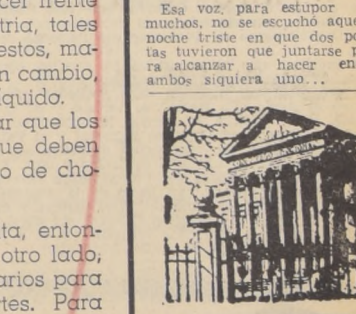 cer frente
tria, tales
estos, ma-
n cambio,
íquido.
ar que los
ue deben
o de cho-
ta, enton-
otro lado,
arios para
rtes. Para
Esa voz, para estupor
muchos, no se escuchó aque
noche triste en que dos po
tas tuvieron que juntarse p
ra alcanzar a hacer en
ambos siquiera uno...